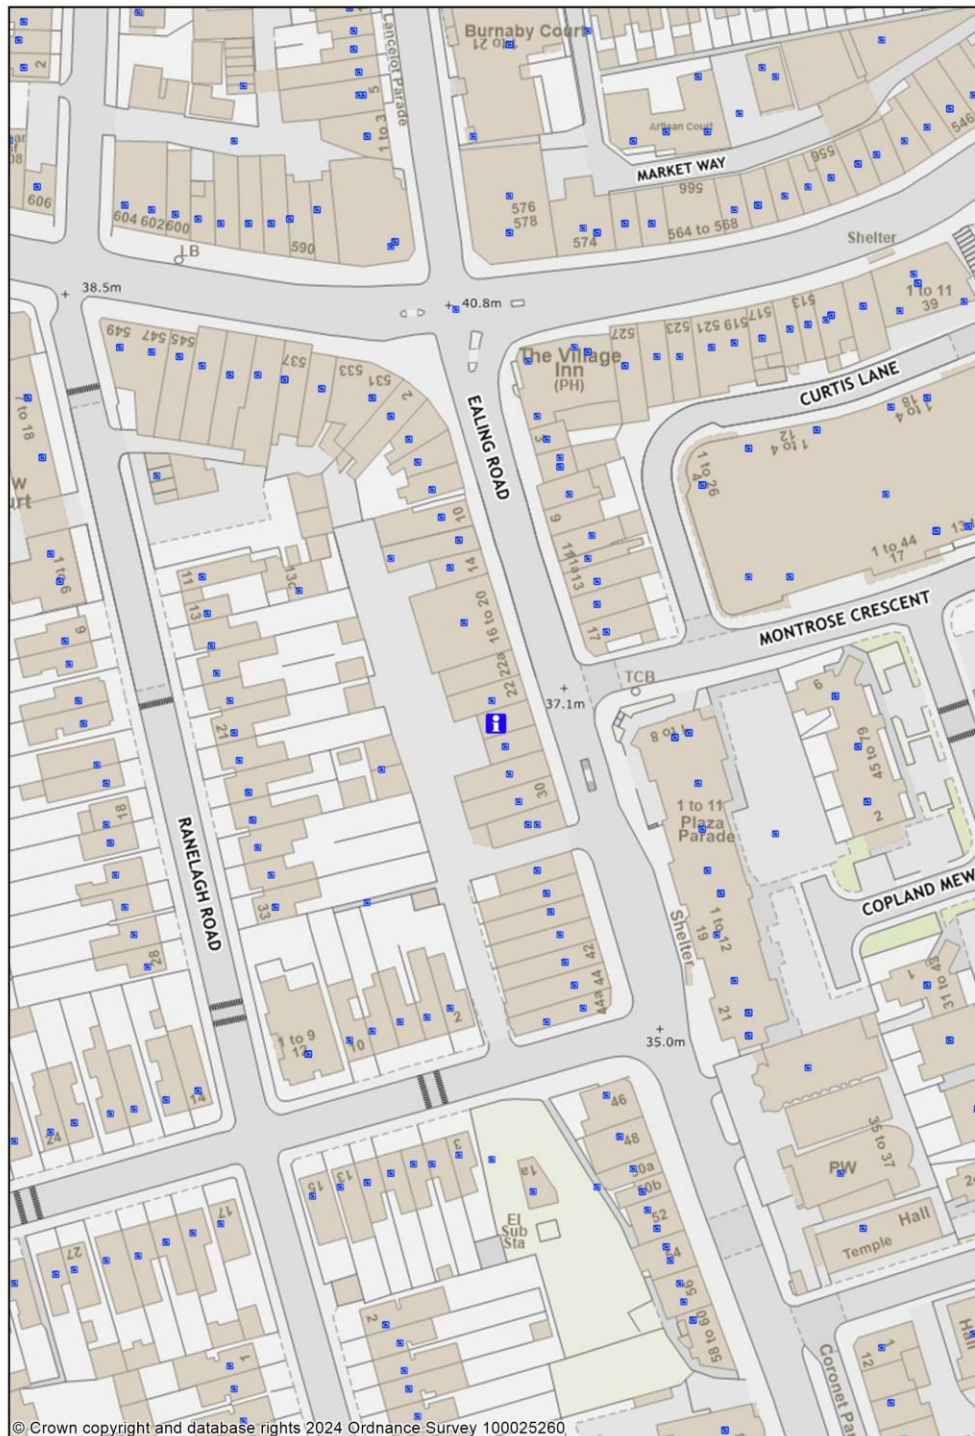 Burnaby Court
1 to 21
Lancelot Parade
5
1 to 3
2
606
604 602 600
590
LB
576
578
574
Artisan Court
MARKET WAY
566
564 to 568
556
546
Shelter
38.5m
40.8m
1 to 11
39
549
547
545
537
533
531
2
The Village
Inn
(PH)
527
523
521
519
517
513
CURTIS LANE
EALING ROAD
3
9
11
11a
13
17
1 to 4
18
1 to 4
12
1 to 26
4
1 to 44
17
7 to 18
1 to 6
10
14
16 to 20
22
22a
11
13
13c
MONTROSE CRESCENT
TCB
37.1m
i
9
21
18
30
1 to 8
6
45 to 79
2
1 to 11
Plaza
Parade
RANELAGH ROAD
COPLAND MEW
33
28
42
44
44a
Shelter
1 to 12
19
21
1
31 to 43
1 to 9
12
10
2
35.0m
24
14
46
48
50a
50b
52
54
56
58 to 60
35 to 37
PW
Hall
Temple
15
13
3
1a
El
Sub
Sta
17
27
2
1
Coronet Par
12
1
Hall
© Crown copyright and database rights 2024 Ordnance Survey 100025260